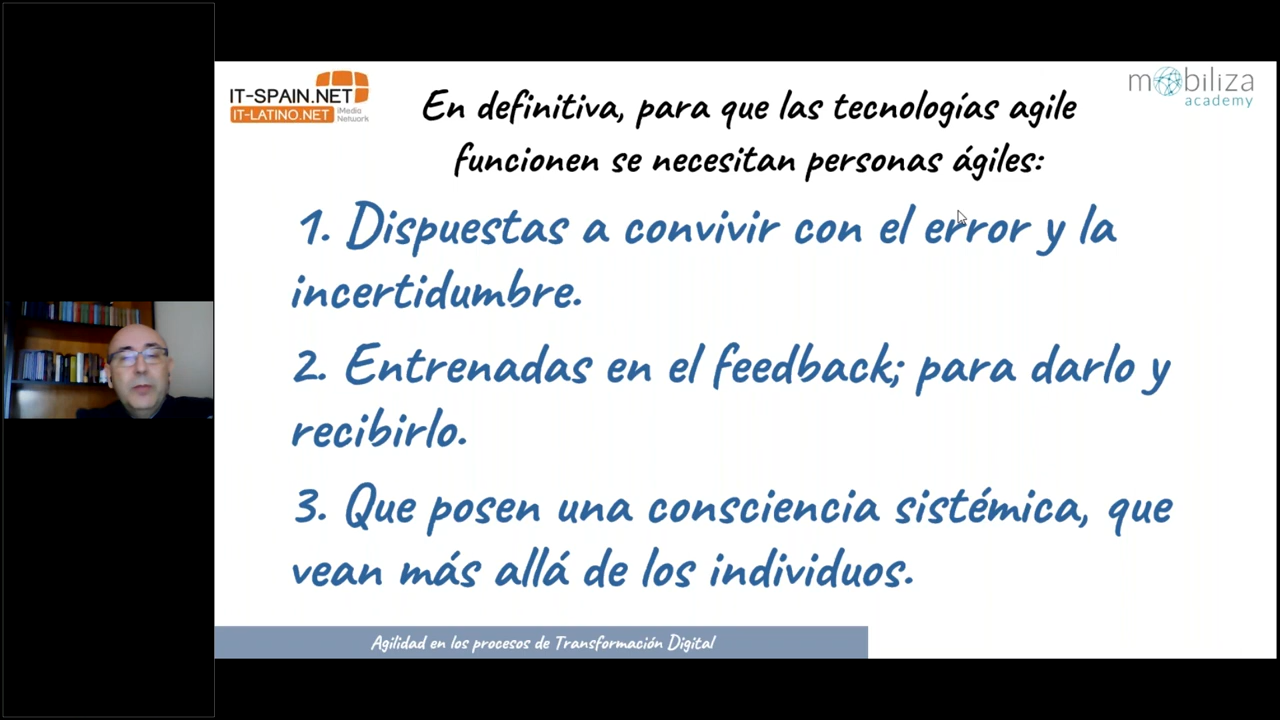 IT-SPAIN.NET
IT-LATINO.NET
iMedia
Network
mobiliza
academy
En definitiva, para que las tecnologías agile
funcionen se necesitan personas ágiles:
1. Dispuestas a convivir con el error y la
incertidumbre.
2. Entrenadas en el feedback; para darlo y
recibirlo.
3. Que posen una consciencia sistémica, que
vean más allá de los individuos.
Agilidad en los procesos de Transformación Digital